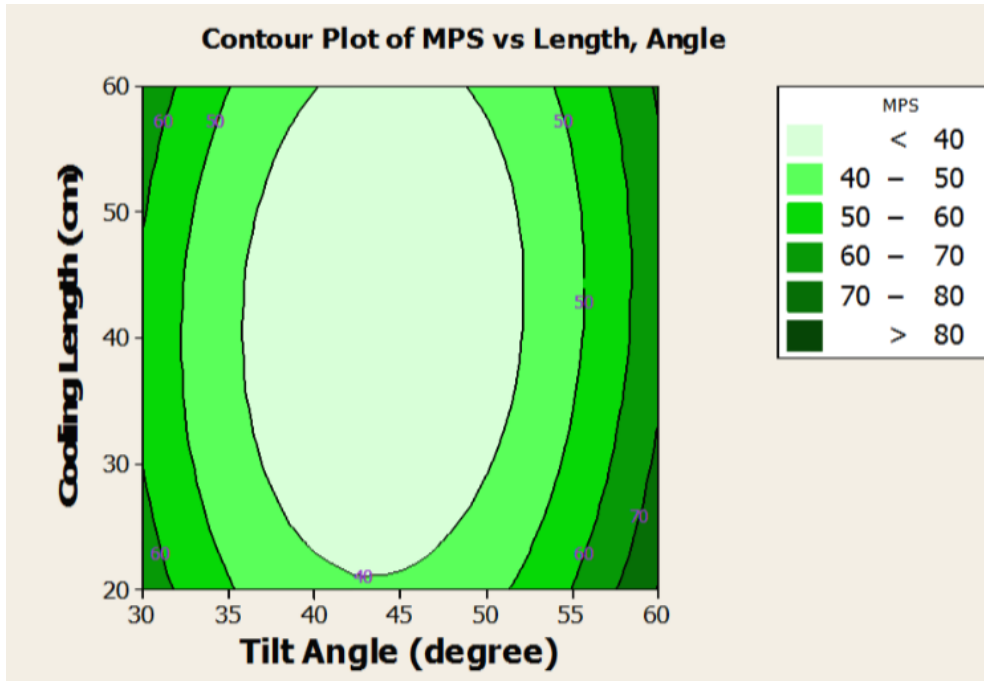 Contour Plot of MPS vs Length, Angle
60
50
40
30
20
Cooling Length (cm)
60
50
50
50
60
40
60
70
30 35 40 45 50 55 60
Tilt Angle (degree)
MPS
< 40
40 – 50
50 – 60
60 – 70
70 – 80
> 80